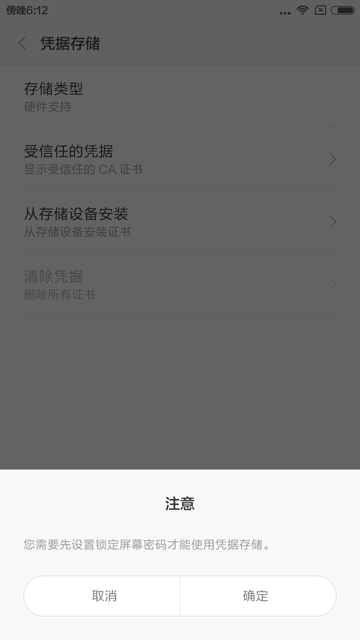 傍晚6:12
凭据存储
存储类型
硬件支持
受信任的凭据
显示受信任的 CA 证书
从存储设备安装
从存储设备安装证书
清除凭据
删除所有证书
注意
您需要先设置锁定屏幕密码才能使用凭据存储。
取消
确定